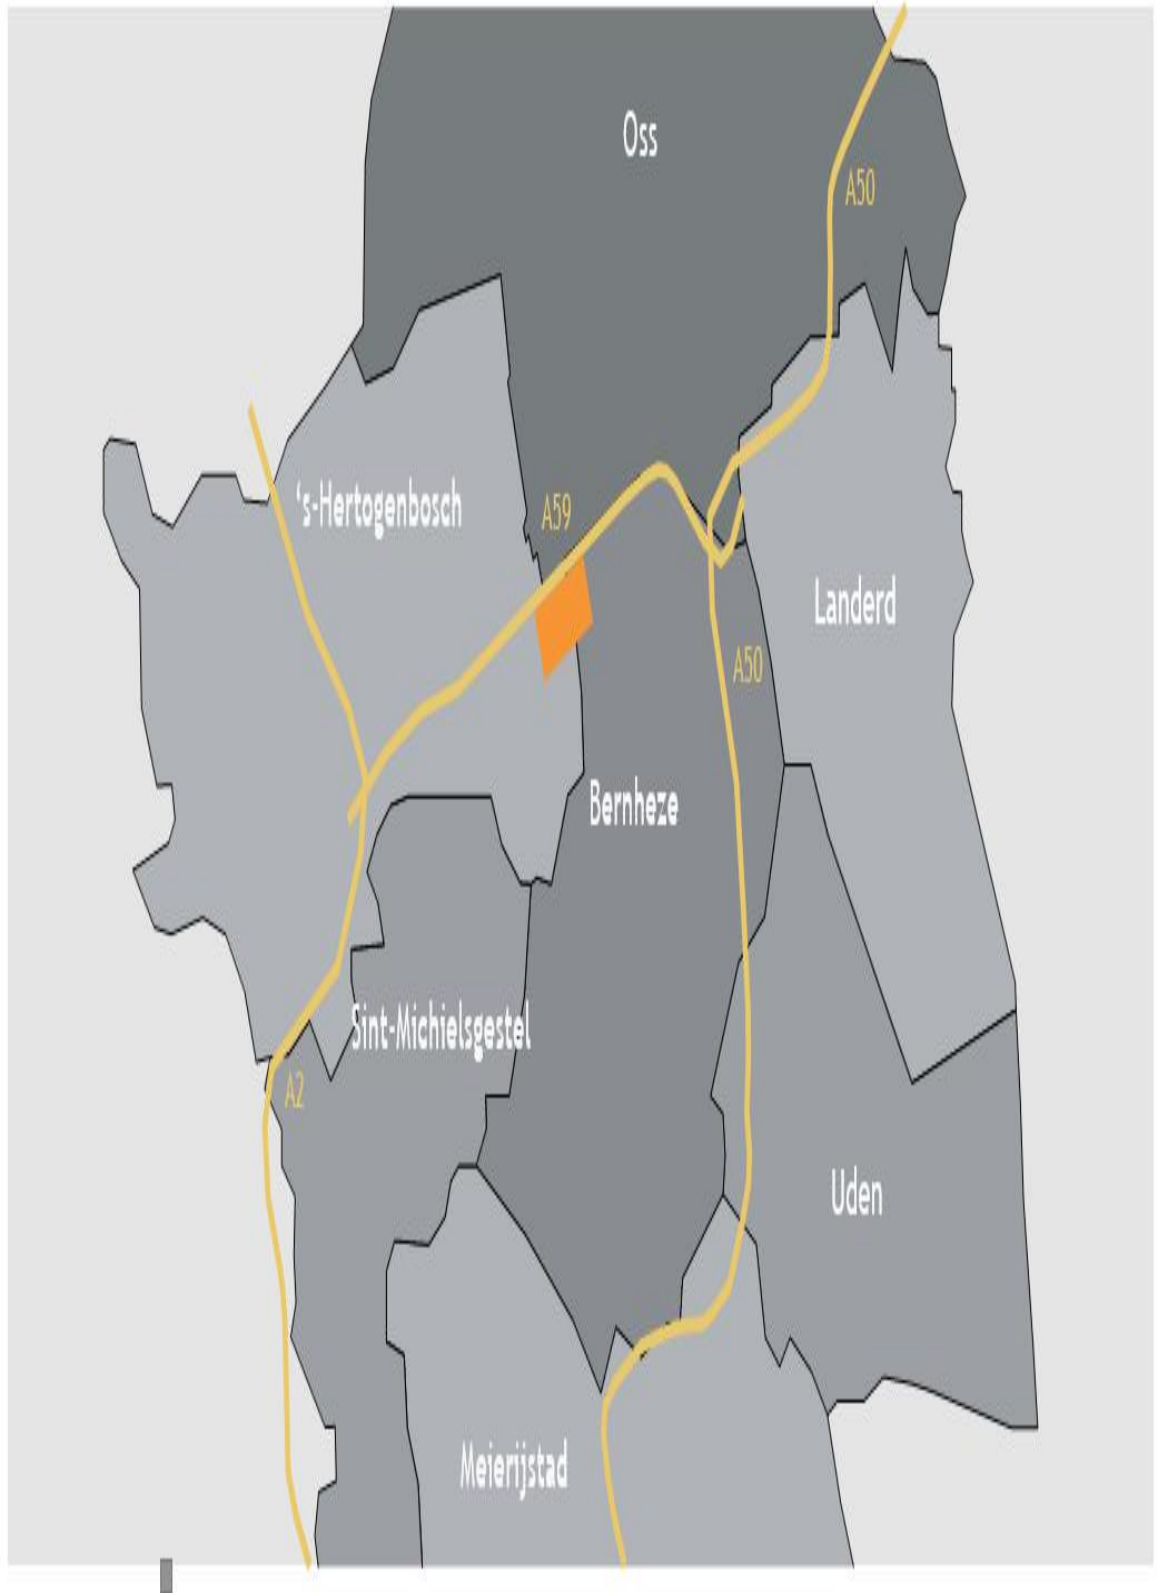 Oss
A50
‘s-Hertogenbosch
A59
Landerd
A50
Bernheze
Sint-Michielsgestel
A2
Uden
Meierijstad